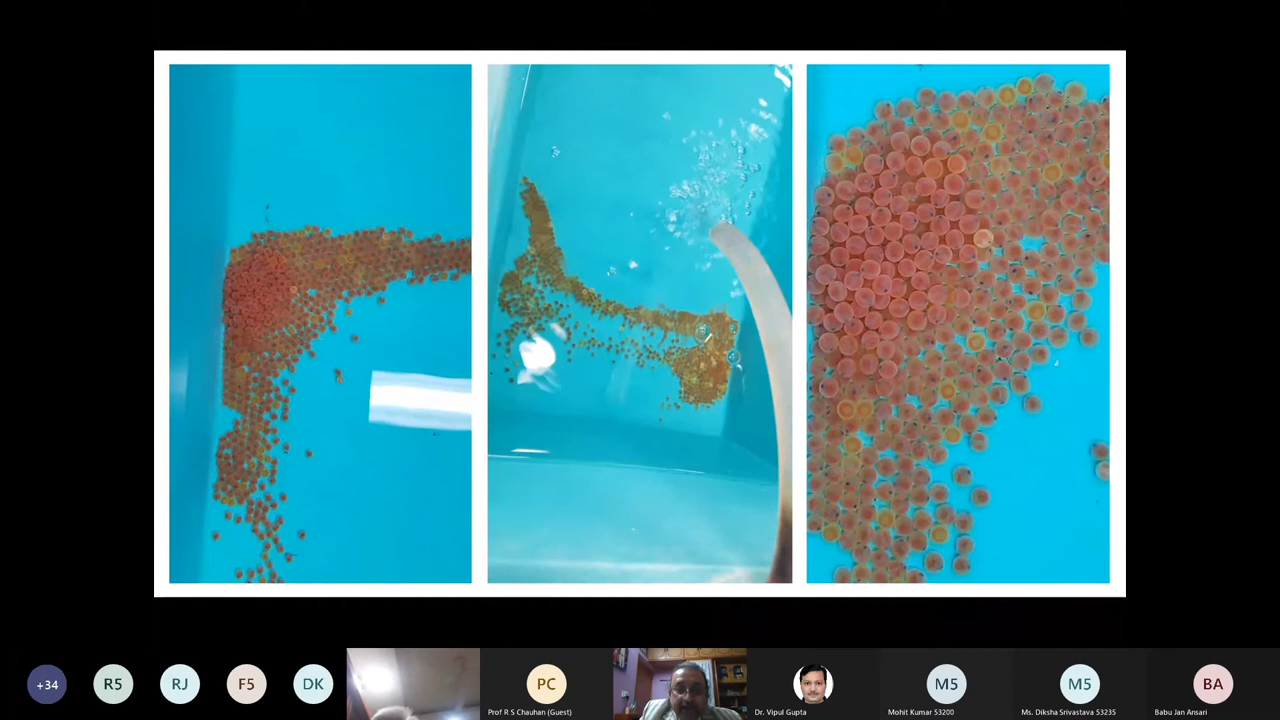 +34
R5
RJ
F5
DK
PC
Prof R S Chauhan (Guest)
Dr. Vipul Gupta
M5
Mohit Kumar 53200
M5
Ms. Diksha Srivastava 53235
BA
Babu Jan Ansari